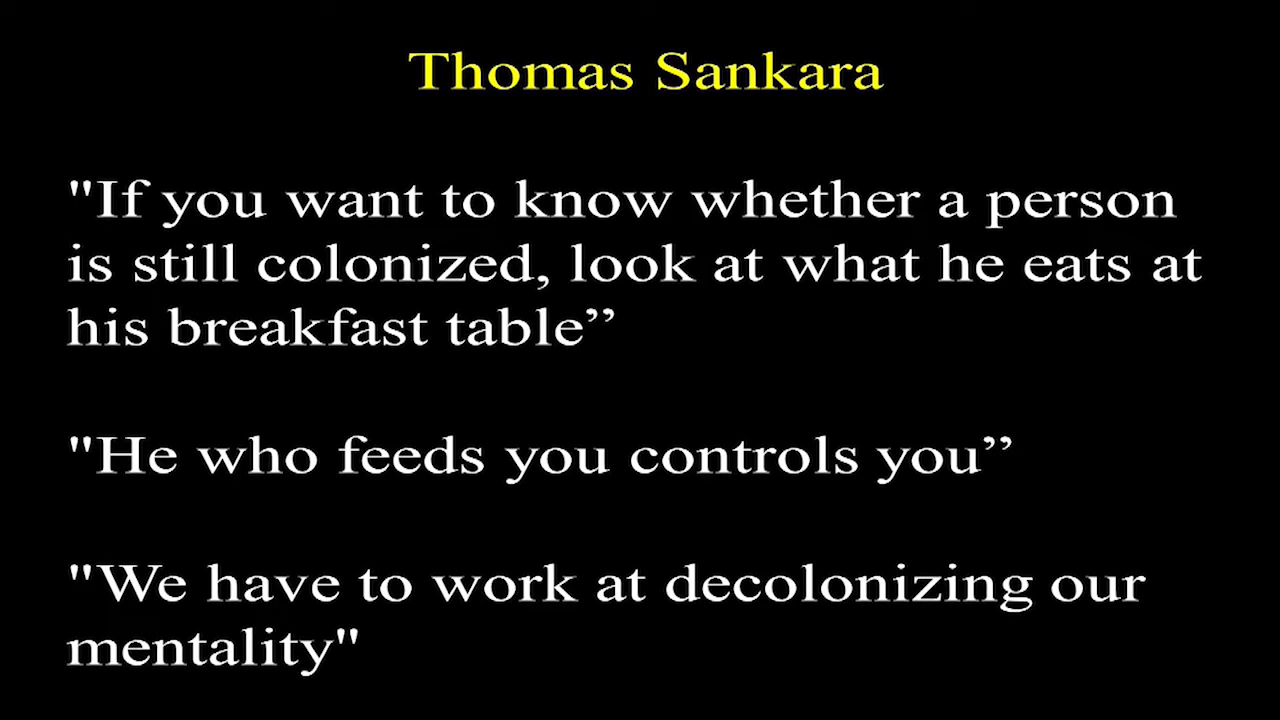 Thomas Sankara
"If you want to know whether a person
is still colonized, look at what he eats at
his breakfast table”
"He who feeds you controls you”
"We have to work at decolonizing our
mentality"